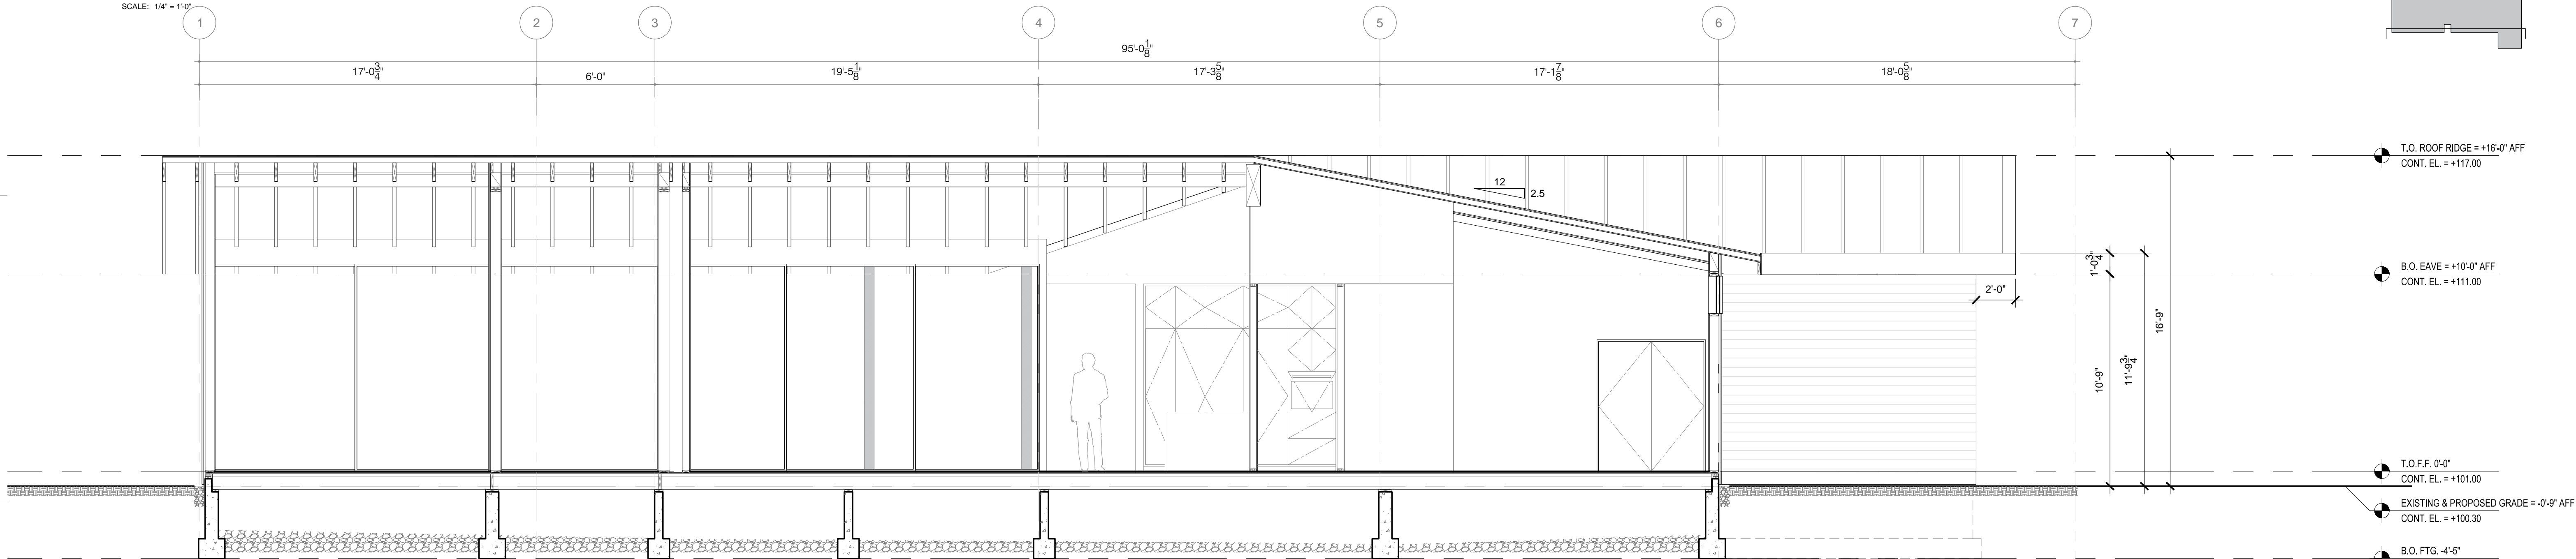 SCALE: 1/4" = 1'-0"
1 2 3 4 5 6 7
95'-0 1/8"
17'-0 3/4" 6'-0" 19'-5 1/8" 17'-3 5/8" 17'-1 7/8" 18'-0 5/8"
T.O. ROOF RIDGE = +16'-0" AFF
CONT. EL. = +117.00
12
2.5
1'-0 3/4"
B.O. EAVE = +10'-0" AFF
CONT. EL. = +111.00
2'-0"
16'-9"
11'-9 3/4"
10'-9"
T.O.F.F. 0'-0"
CONT. EL. = +101.00
EXISTING & PROPOSED GRADE = -0'-9" AFF
CONT. EL. = +100.30
B.O. FTG. -4'-5"